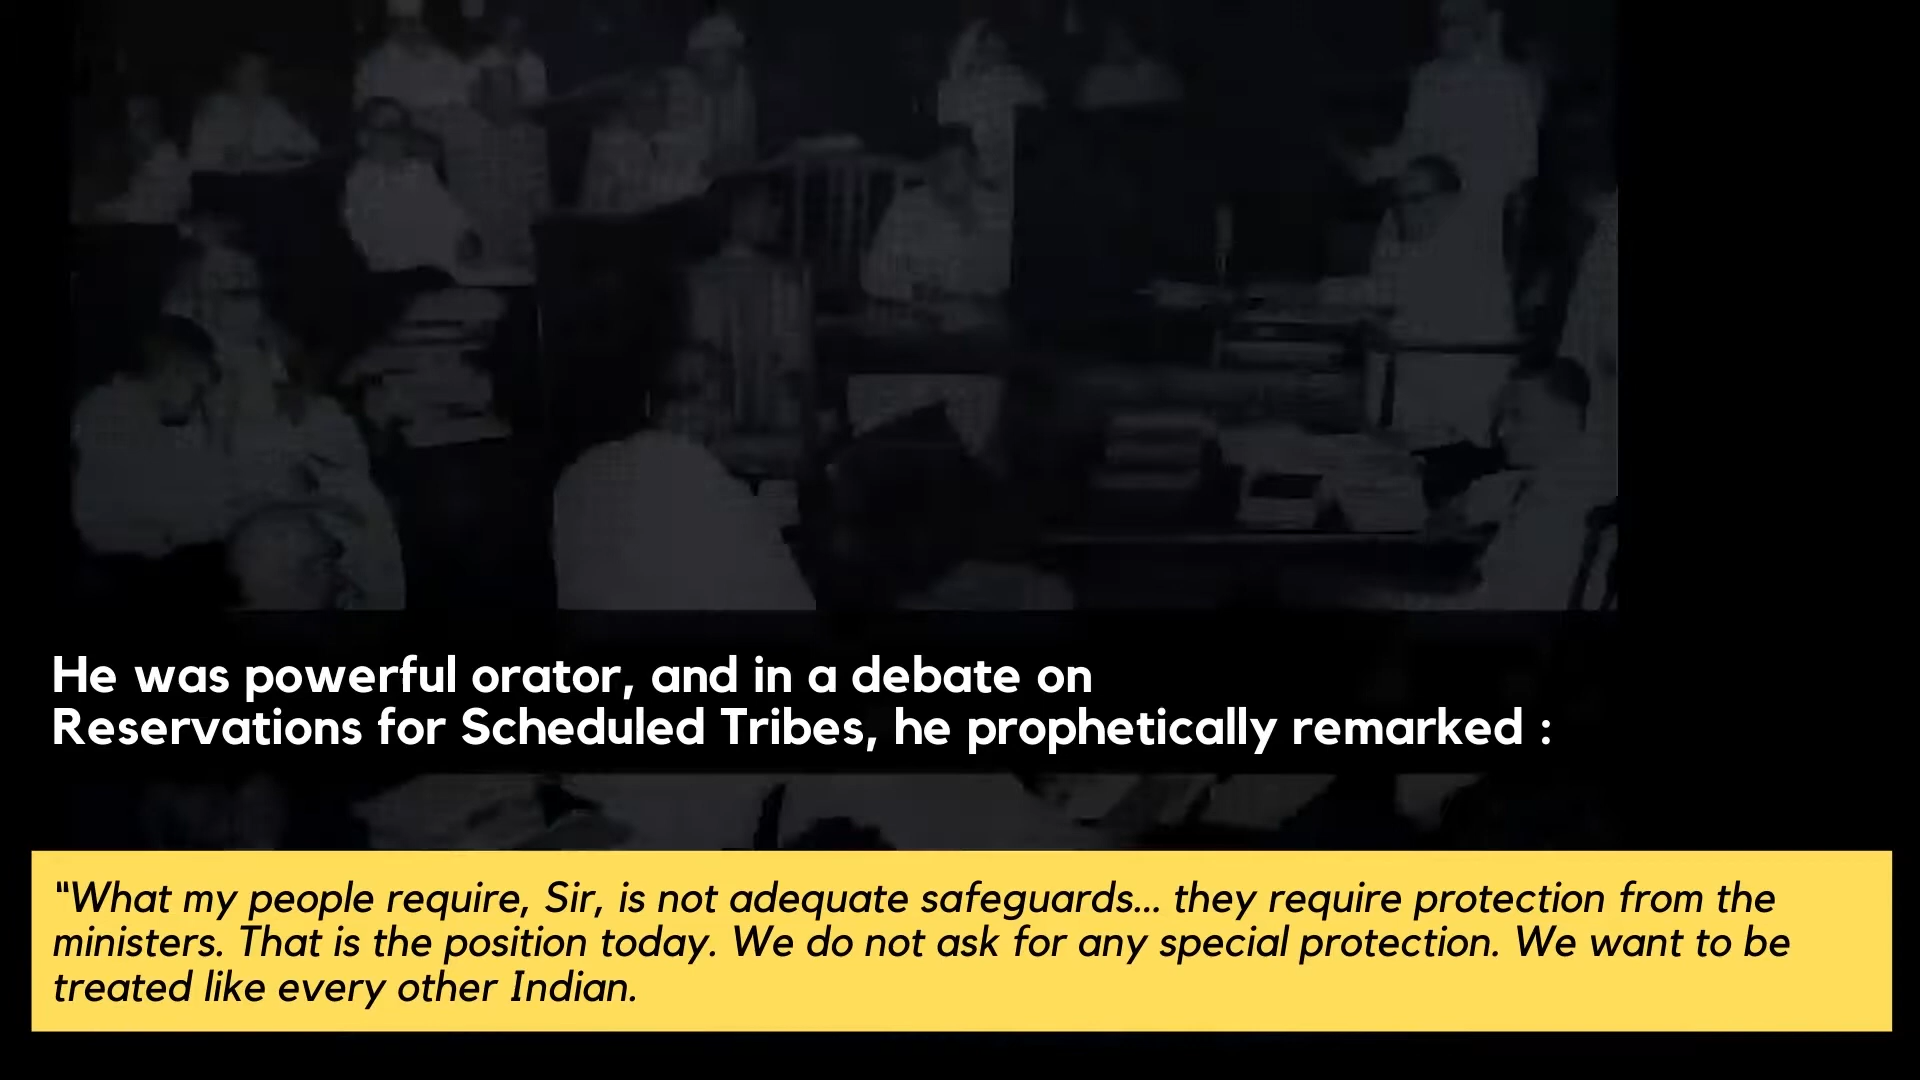 He was powerful orator, and in a debate on
Reservations for Scheduled Tribes, he prophetically remarked :
"What my people require, Sir, is not adequate safeguards... they require protection from the
ministers. That is the position today. We do not ask for any special protection. We want to be
treated like every other Indian.